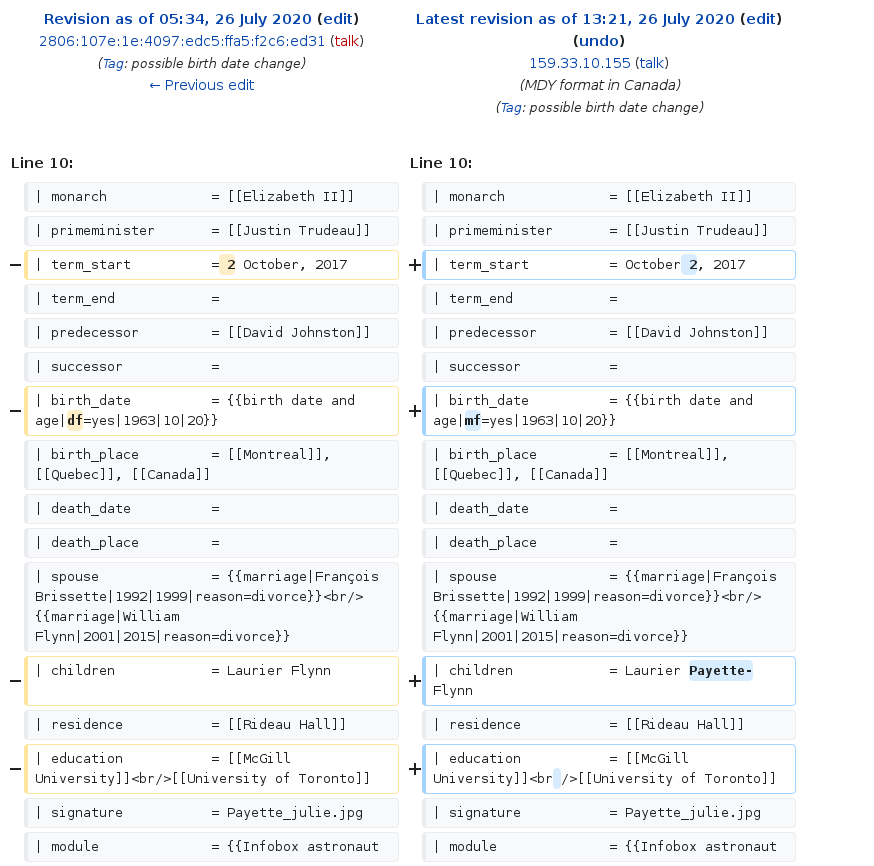 Revision as of 05:34, 26 July 2020 (edit)
2806:107e:1e:4097:edc5:ffa5:f2c6:ed31 (talk)
(Tag: possible birth date change)
← Previous edit
Latest revision as of 13:21, 26 July 2020 (edit)
(undo)
159.33.10.155 (talk)
(MDY format in Canada)
(Tag: possible birth date change)
Line 10:
| monarch = [[Elizabeth II]]
| primeminister = [[Justin Trudeau]]
− | term_start = 2 October, 2017
| term_end =
| predecessor = [[David Johnston]]
| successor =
− | birth_date = {{birth date and
age|df=yes|1963|10|20}}
| birth_place = [[Montreal]],
[[Quebec]], [[Canada]]
| death_date =
| death_place =
| spouse = {{marriage|François
Brissette|1992|1999|reason=divorce}}<br/>
{{marriage|William
Flynn|2001|2015|reason=divorce}}
− | children = Laurier Flynn
| residence = [[Rideau Hall]]
− | education = [[McGill
University]]<br/>[[University of Toronto]]
| signature = Payette_julie.jpg
| module = {{Infobox astronaut
Line 10:
| monarch = [[Elizabeth II]]
| primeminister = [[Justin Trudeau]]
+ | term_start = October 2, 2017
| term_end =
| predecessor = [[David Johnston]]
| successor =
+ | birth_date = {{birth date and
age|mf=yes|1963|10|20}}
| birth_place = [[Montreal]],
[[Quebec]], [[Canada]]
| death_date =
| death_place =
| spouse = {{marriage|François
Brissette|1992|1999|reason=divorce}}<br/>
{{marriage|William
Flynn|2001|2015|reason=divorce}}
+ | children = Laurier Payette-
Flynn
| residence = [[Rideau Hall]]
+ | education = [[McGill
University]]<br />[[University of Toronto]]
| signature = Payette_julie.jpg
| module = {{Infobox astronaut